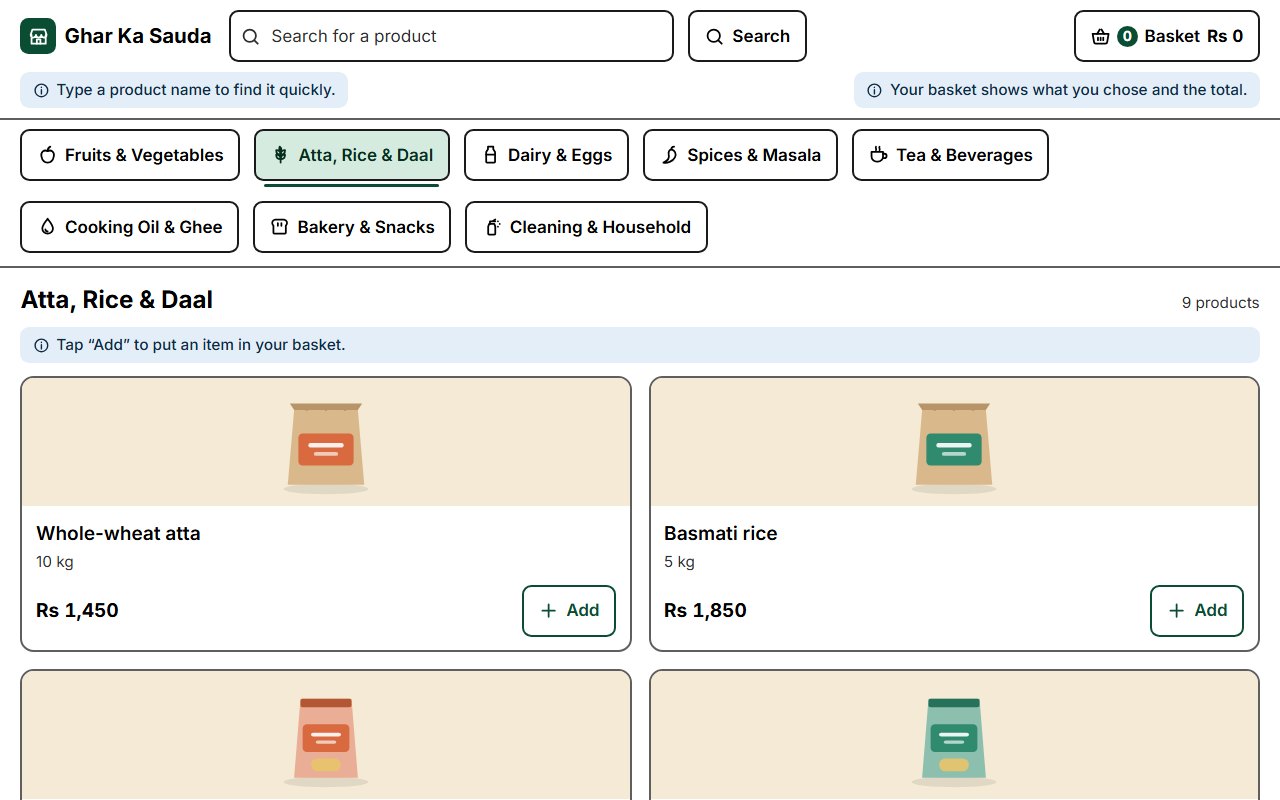 Ghar Ka Sauda
Search for a product
Search
0 Basket Rs 0
Type a product name to find it quickly.
Your basket shows what you chose and the total.
Fruits & Vegetables
Atta, Rice & Daal
Dairy & Eggs
Spices & Masala
Tea & Beverages
Cooking Oil & Ghee
Bakery & Snacks
Cleaning & Household
Atta, Rice & Daal
9 products
Tap “Add” to put an item in your basket.
Whole-wheat atta
10 kg
Rs 1,450
Add
Basmati rice
5 kg
Rs 1,850
Add